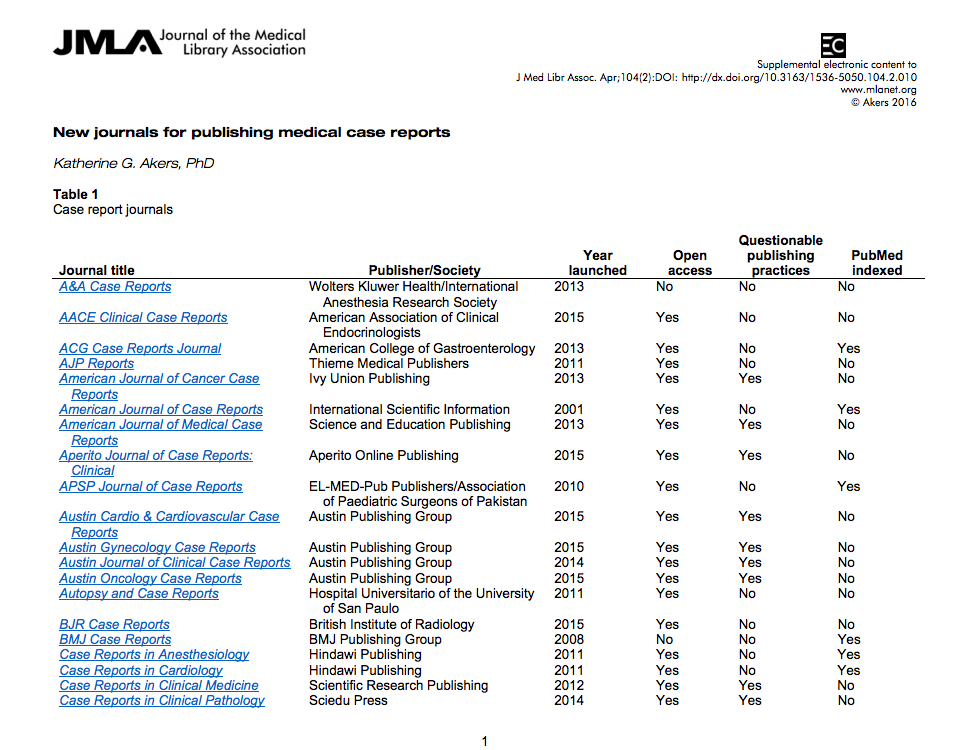 JMLA Journal of the Medical
Library Association
EC
Supplemental electronic content to
J Med Libr Assoc. Apr;104(2):DOI: http://dx.doi.org/10.3163/1536-5050.104.2.010
www.mlanet.org
© Akers 2016
New journals for publishing medical case reports
Katherine G. Akers, PhD
Table 1
Case report journals
Questionable
Year Open publishing PubMed
Journal title Publisher/Society launched access practices indexed
A&A Case Reports Wolters Kluwer Health/International 2013 No No No
Anesthesia Research Society
AACE Clinical Case Reports American Association of Clinical 2015 Yes No No
Endocrinologists
ACG Case Reports Journal American College of Gastroenterology 2013 Yes No Yes
AJP Reports Thieme Medical Publishers 2011 Yes No No
American Journal of Cancer Case Ivy Union Publishing 2013 Yes Yes No
Reports
American Journal of Case Reports International Scientific Information 2001 Yes No Yes
American Journal of Medical Case Science and Education Publishing 2013 Yes Yes No
Reports
Aperito Journal of Case Reports: Aperito Online Publishing 2015 Yes Yes No
Clinical
APSP Journal of Case Reports EL-MED-Pub Publishers/Association 2010 Yes No Yes
of Paediatric Surgeons of Pakistan
Austin Cardio & Cardiovascular Case Austin Publishing Group 2015 Yes Yes No
Reports
Austin Gynecology Case Reports Austin Publishing Group 2015 Yes Yes No
Austin Journal of Clinical Case Reports Austin Publishing Group 2014 Yes Yes No
Austin Oncology Case Reports Austin Publishing Group 2015 Yes Yes No
Autopsy and Case Reports Hospital Universitario of the University 2011 Yes No No
of San Paulo
BJR Case Reports British Institute of Radiology 2015 Yes No No
BMJ Case Reports BMJ Publishing Group 2008 No No Yes
Case Reports in Anesthesiology Hindawi Publishing 2011 Yes No Yes
Case Reports in Cardiology Hindawi Publishing 2011 Yes No Yes
Case Reports in Clinical Medicine Scientific Research Publishing 2012 Yes Yes No
Case Reports in Clinical Pathology Sciedu Press 2014 Yes Yes No
1